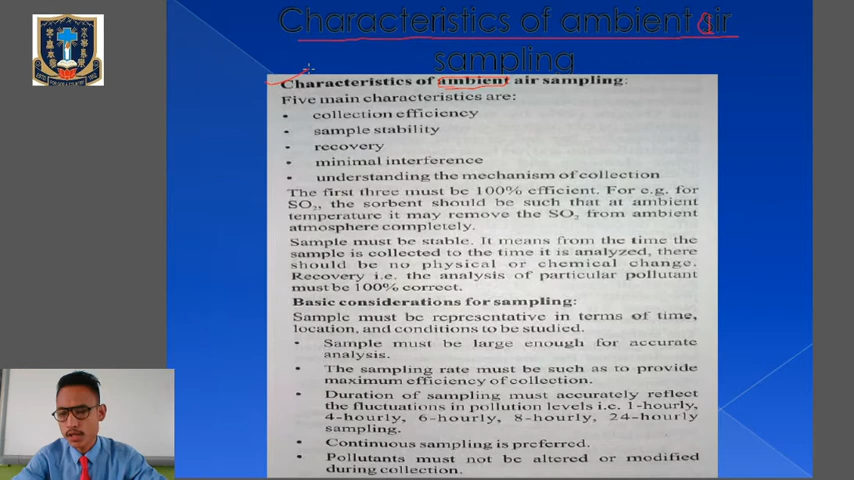 Characteristics of ambient air
sampling
Characteristics of ambient air sampling:
Five main characteristics are:
• collection efficiency
• sample stability
• recovery
• minimal interference
• understanding the mechanism of collection
The first three must be 100% efficient. For e.g. for
SO₂, the sorbent should be such that at ambient
temperature it may remove the SO₂ from ambient
atmosphere completely.
Sample must be stable. It means from the time the
sample is collected to the time it is analyzed, there
should be no physical or chemical change.
Recovery i.e. the analysis of particular pollutant
must be 100% correct.
Basic considerations for sampling:
Sample must be representative in terms of time,
location, and conditions to be studied.
• Sample must be large enough for accurate
analysis.
• The sampling rate must be such as to provide
maximum efficiency of collection.
• Duration of sampling must accurately reflect
the fluctuations in pollution levels i.e. 1-hourly,
4-hourly, 6-hourly, 8-hourly, 24-hourly
sampling.
• Continuous sampling is preferred.
• Pollutants must not be altered or modified
during collection.